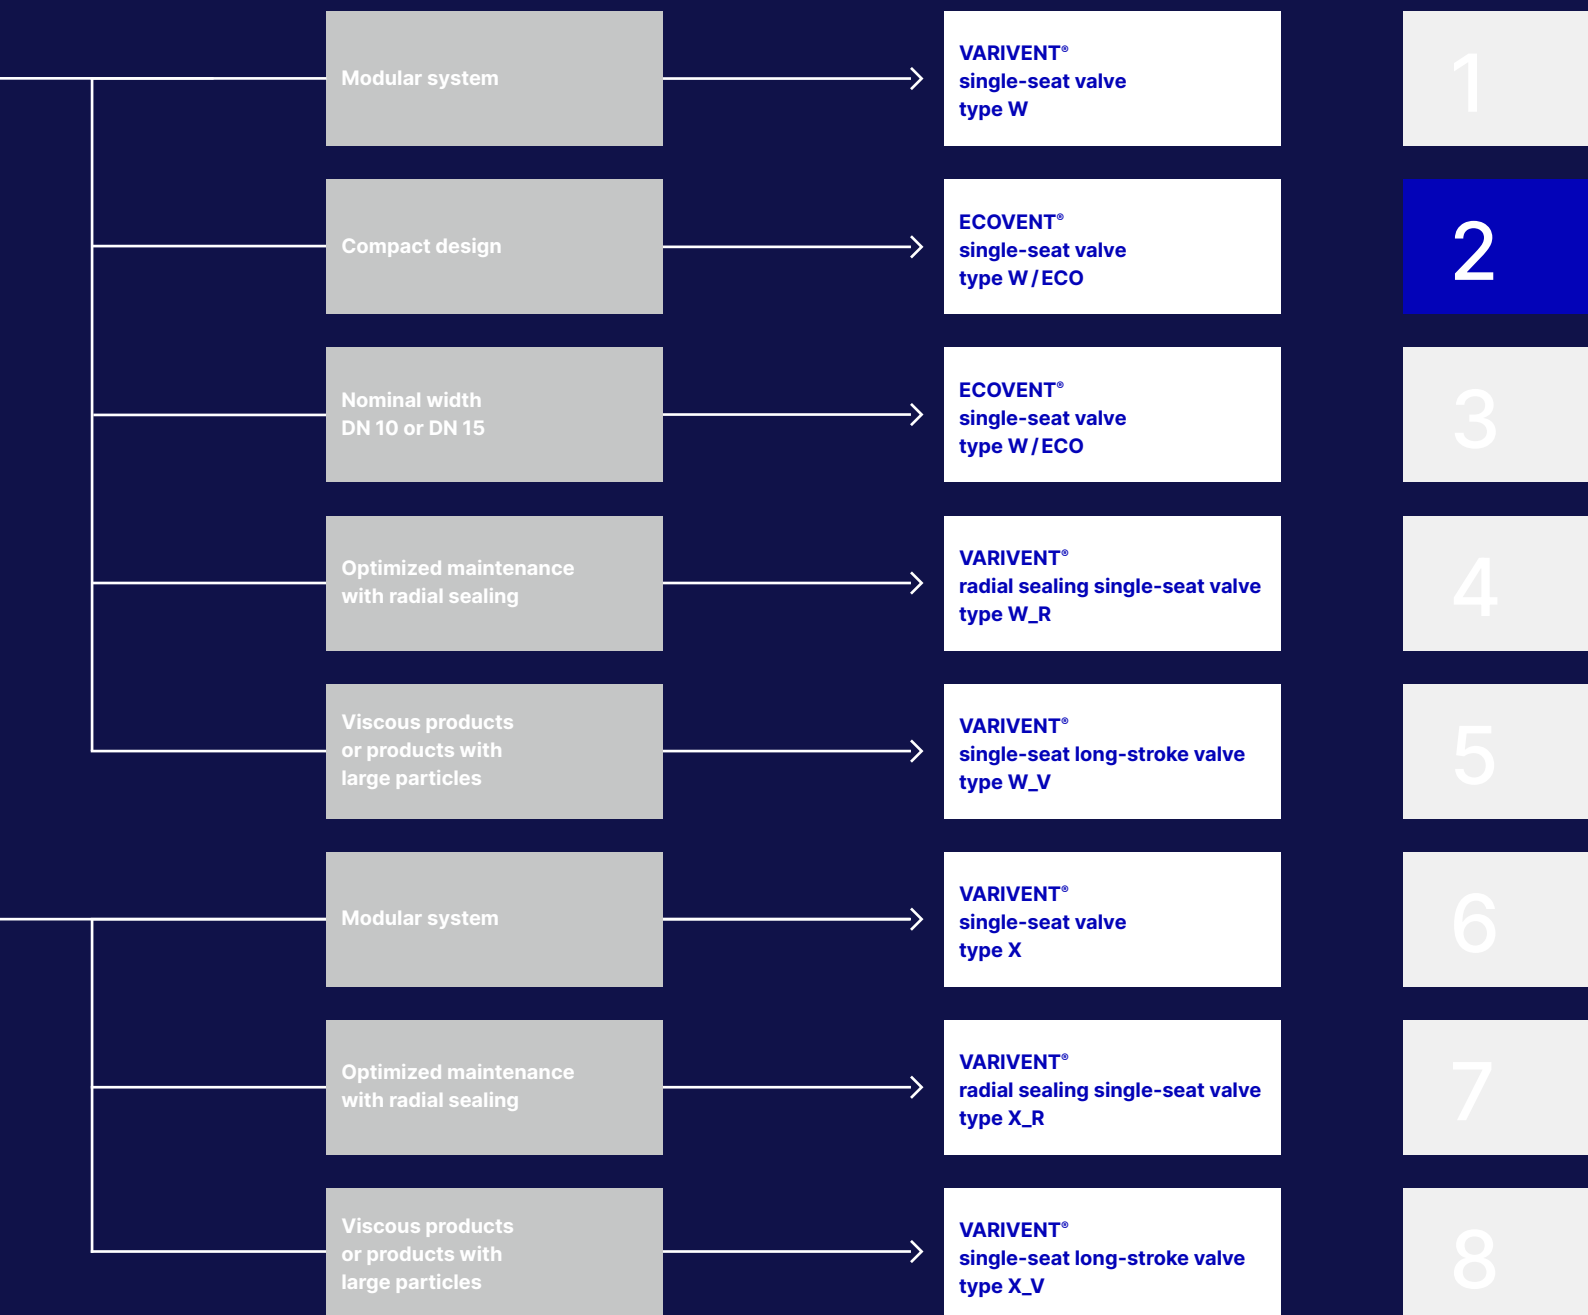 Modular system
VARIVENT®
single-seat valve
type W
1
Compact design
ECOVENT®
single-seat valve
type W / ECO
2
Nominal width
DN 10 or DN 15
ECOVENT®
single-seat valve
type W / ECO
3
Optimized maintenance
with radial sealing
VARIVENT®
radial sealing single-seat valve
type W_R
4
Viscous products
or products with
large particles
VARIVENT®
single-seat long-stroke valve
type W_V
5
Modular system
VARIVENT®
single-seat valve
type X
6
Optimized maintenance
with radial sealing
VARIVENT®
radial sealing single-seat valve
type X_R
7
Viscous products
or products with
large particles
VARIVENT®
single-seat long-stroke valve
type X_V
8